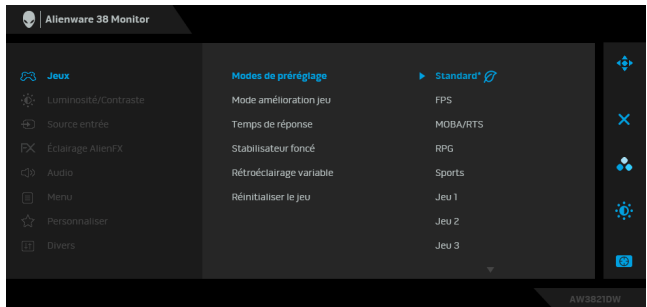 Alienware 38 Monitor
Jeux
Modes de préréglage
Standard*
Luminosité/Contraste
Mode amélioration jeu
FPS
Source entrée
Temps de réponse
MOBA/RTS
FX Éclairage AlienFX
Stabilisateur foncé
RPG
Audio
Rétroéclairage variable
Sports
Menu
Réinitialiser le jeu
Jeu 1
Personnaliser
Jeu 2
Divers
Jeu 3
AW3821DW